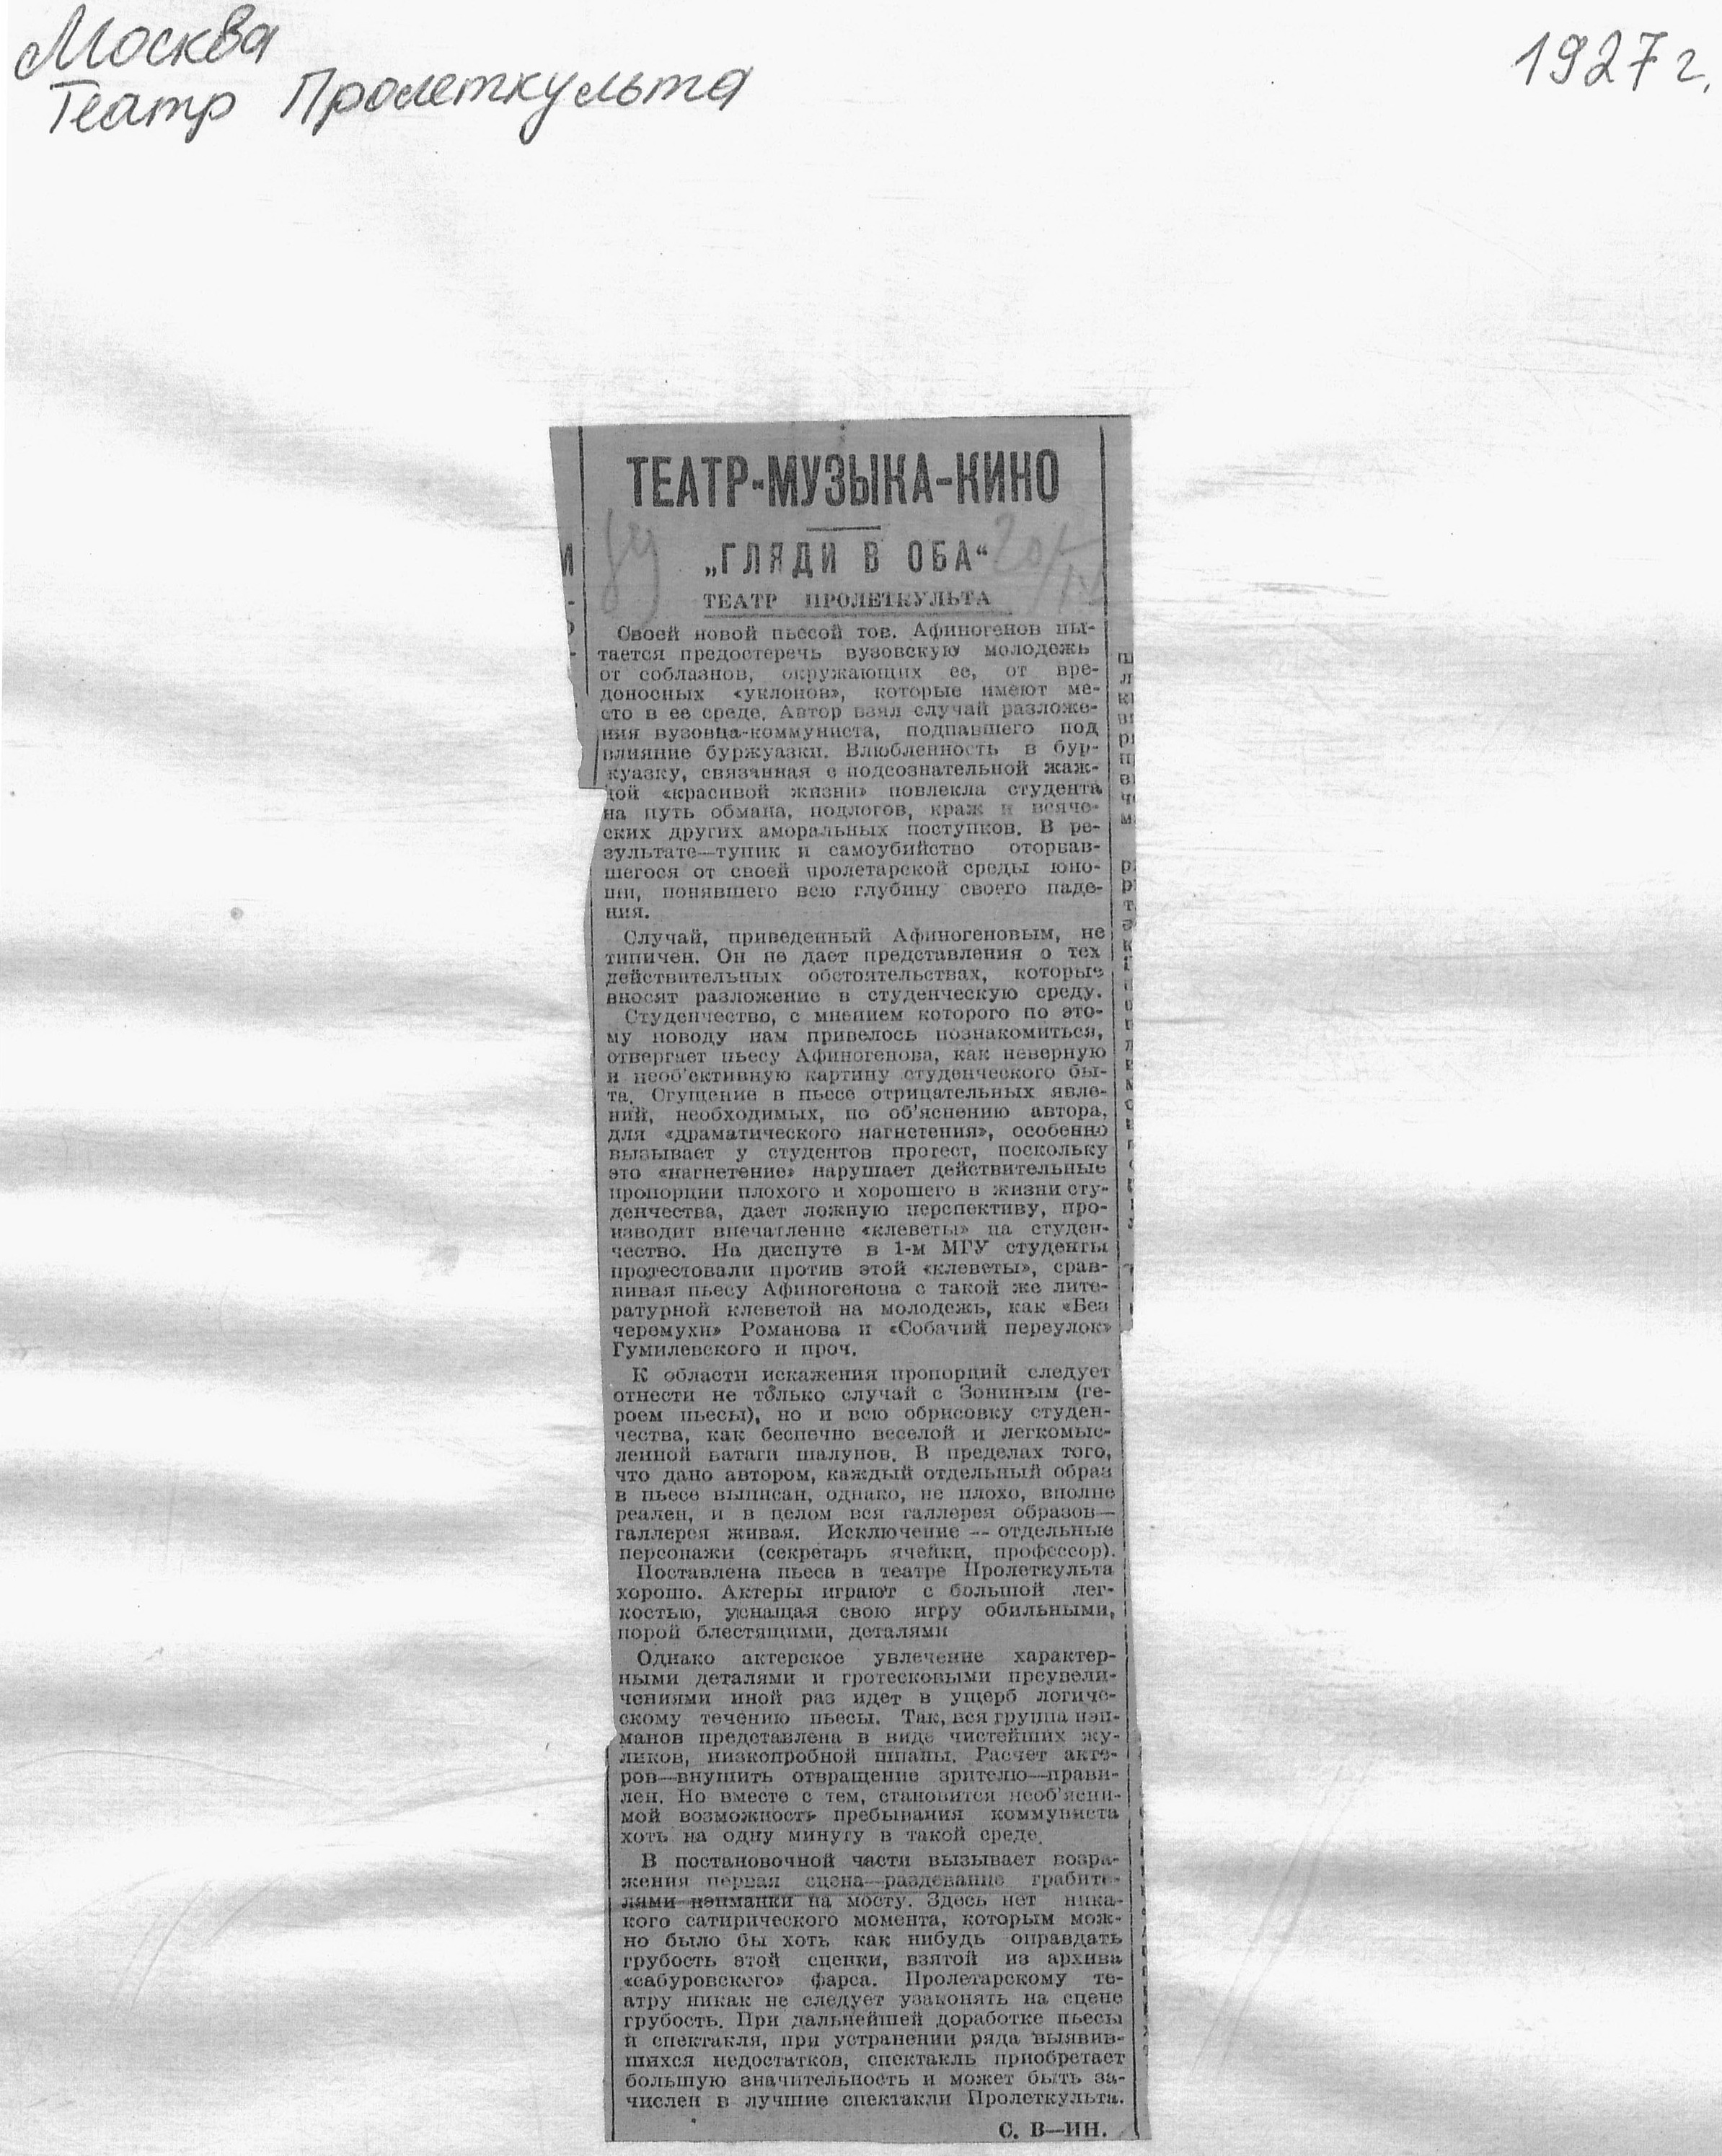 Москва
Театр Пролеткульта
1927 г.
ТЕАТР-МУЗЫКА-КИНО
„ГЛЯДИ В ОБА“
ТЕАТР ПРОЛЕТКУЛЬТА
Своей новой пьесой тов. Афиногенов пы-
тается предостеречь вузовскую молодежь
от соблазнов, окружающих ее, от вре-
доносных «уклонов», которые имеют ме-
сто в ее среде. Автор взял случай разложе-
ния вузовца-коммуниста, подпавшего под
влияние буржуазки. Влюбленность в бур-
жуазку, связанная с подсознательной жаж-
дой «красивой жизни» повлекла студента
на путь обмана, подлогов, краж и всяче-
ских других аморальных поступков. В ре-
зультате—тупик и самоубийство оторвав-
шегося от своей пролетарской среды юно-
ши, понявшего всю глубину своего паде-
ния.
Случай, приведенный Афиногеновым, не
типичен. Он не дает представления о тех
действительных обстоятельствах, которые
вносят разложение в студенческую среду.
Студенчество, с мнением которого по это-
му поводу нам привелось познакомиться,
отвергает пьесу Афиногенова, как неверную
и необ'ективную картину студенческого бы-
та. Сгущение в пьесе отрицательных явле-
ний, необходимых, по об'яснению автора,
для «драматического нагнетения», особенно
вызывает у студентов протест, поскольку
это «нагнетение» нарушает действительные
пропорции плохого и хорошего в жизни сту-
денчества, дает ложную перспективу, про-
изводит впечатление «клеветы» на студен-
чество. На диспуте в 1-м МГУ студенты
протестовали против этой «клеветы», срав-
нивая пьесу Афиногенова с такой же лите-
ратурной клеветой на молодежь, как «Без
черемухи» Романова и «Собачий переулок»
Гумилевского и проч.
К области искажения пропорций следует
отнести не только случай с Зониным (ге-
роем пьесы), но и всю обрисовку студен-
чества, как беспечно веселой и легкомыс-
ленной ватаги шалунов. В пределах того,
что дано автором, каждый отдельный образ
в пьесе выписан, однако, не плохо, вполне
реален, и в целом вся галлерея образов—
галлерея живая. Исключение — отдельные
персонажи (секретарь ячейки, профессор).
Поставлена пьеса в театре Пролеткульта
хорошо. Актеры играют с большой лег-
костью, уснащая свою игру обильными,
порой блестящими, деталями
Однако актерское увлечение характер-
ными деталями и гротесковыми преувели-
чениями иной раз идет в ущерб логиче-
скому течению пьесы. Так, вся группа нэп-
манов представлена в виде чистейших жу-
ликов, низкопробной шпаны. Расчет акте-
ров—внушить отвращение зрителю—прави-
лен. Но вместе с тем, становится необ'ясни-
мой возможность пребывания коммуниста
хоть на одну минуту в такой среде.
В постановочной части вызывает возра-
жения первая сцена—раздевание грабите-
лями нэпманки на мосту. Здесь нет ника-
кого сатирического момента, которым мож-
но было бы хоть как нибудь оправдать
грубость этой сценки, взятой из архива
«сабуровского» фарса. Пролетарскому те-
атру никак не следует узаконять на сцене
грубость. При дальнейшей доработке пьесы
и спектакля, при устранении ряда выявив-
шихся недостатков, спектакль приобретает
большую значительность и может быть за-
числен в лучшие спектакли Пролеткульта.
С. В—ИН.